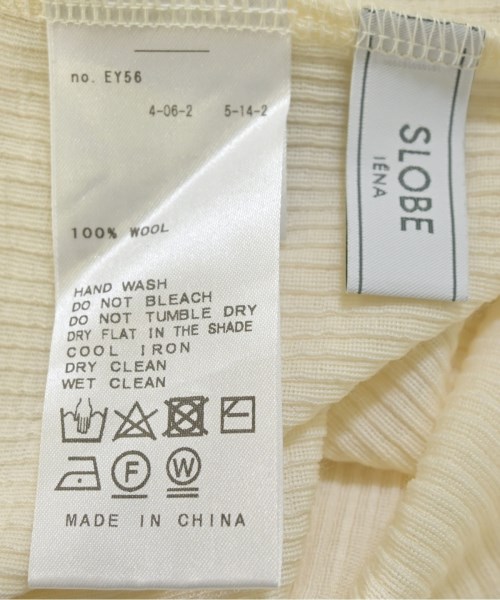 no. EY56
4-06-2 5-14-2
100% WOOL
HAND WASH
DO NOT BLEACH
DO NOT TUMBLE DRY
DRY FLAT IN THE SHADE
COOL IRON
DRY CLEAN
WET CLEAN
F W
MADE IN CHINA
SLOBE
IÉNA